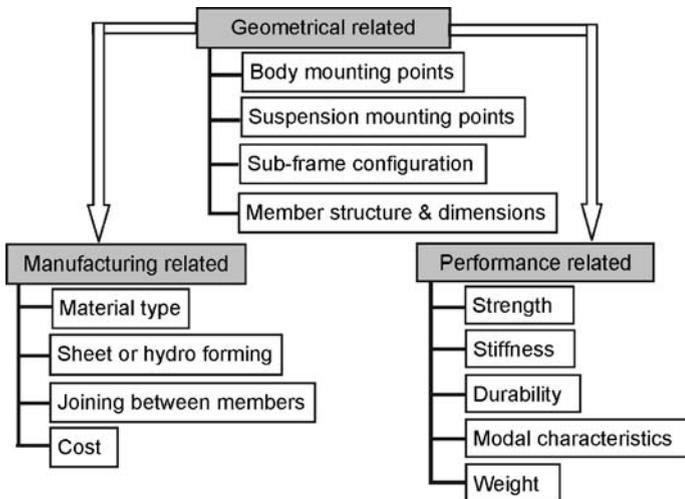 Geometrical related
Body mounting points
Suspension mounting points
Sub-frame configuration
Member structure & dimensions
Manufacturing related
Material type
Sheet or hydro forming
Joining between members
Cost
Performance related
Strength
Stiffness
Durability
Modal characteristics
Weight